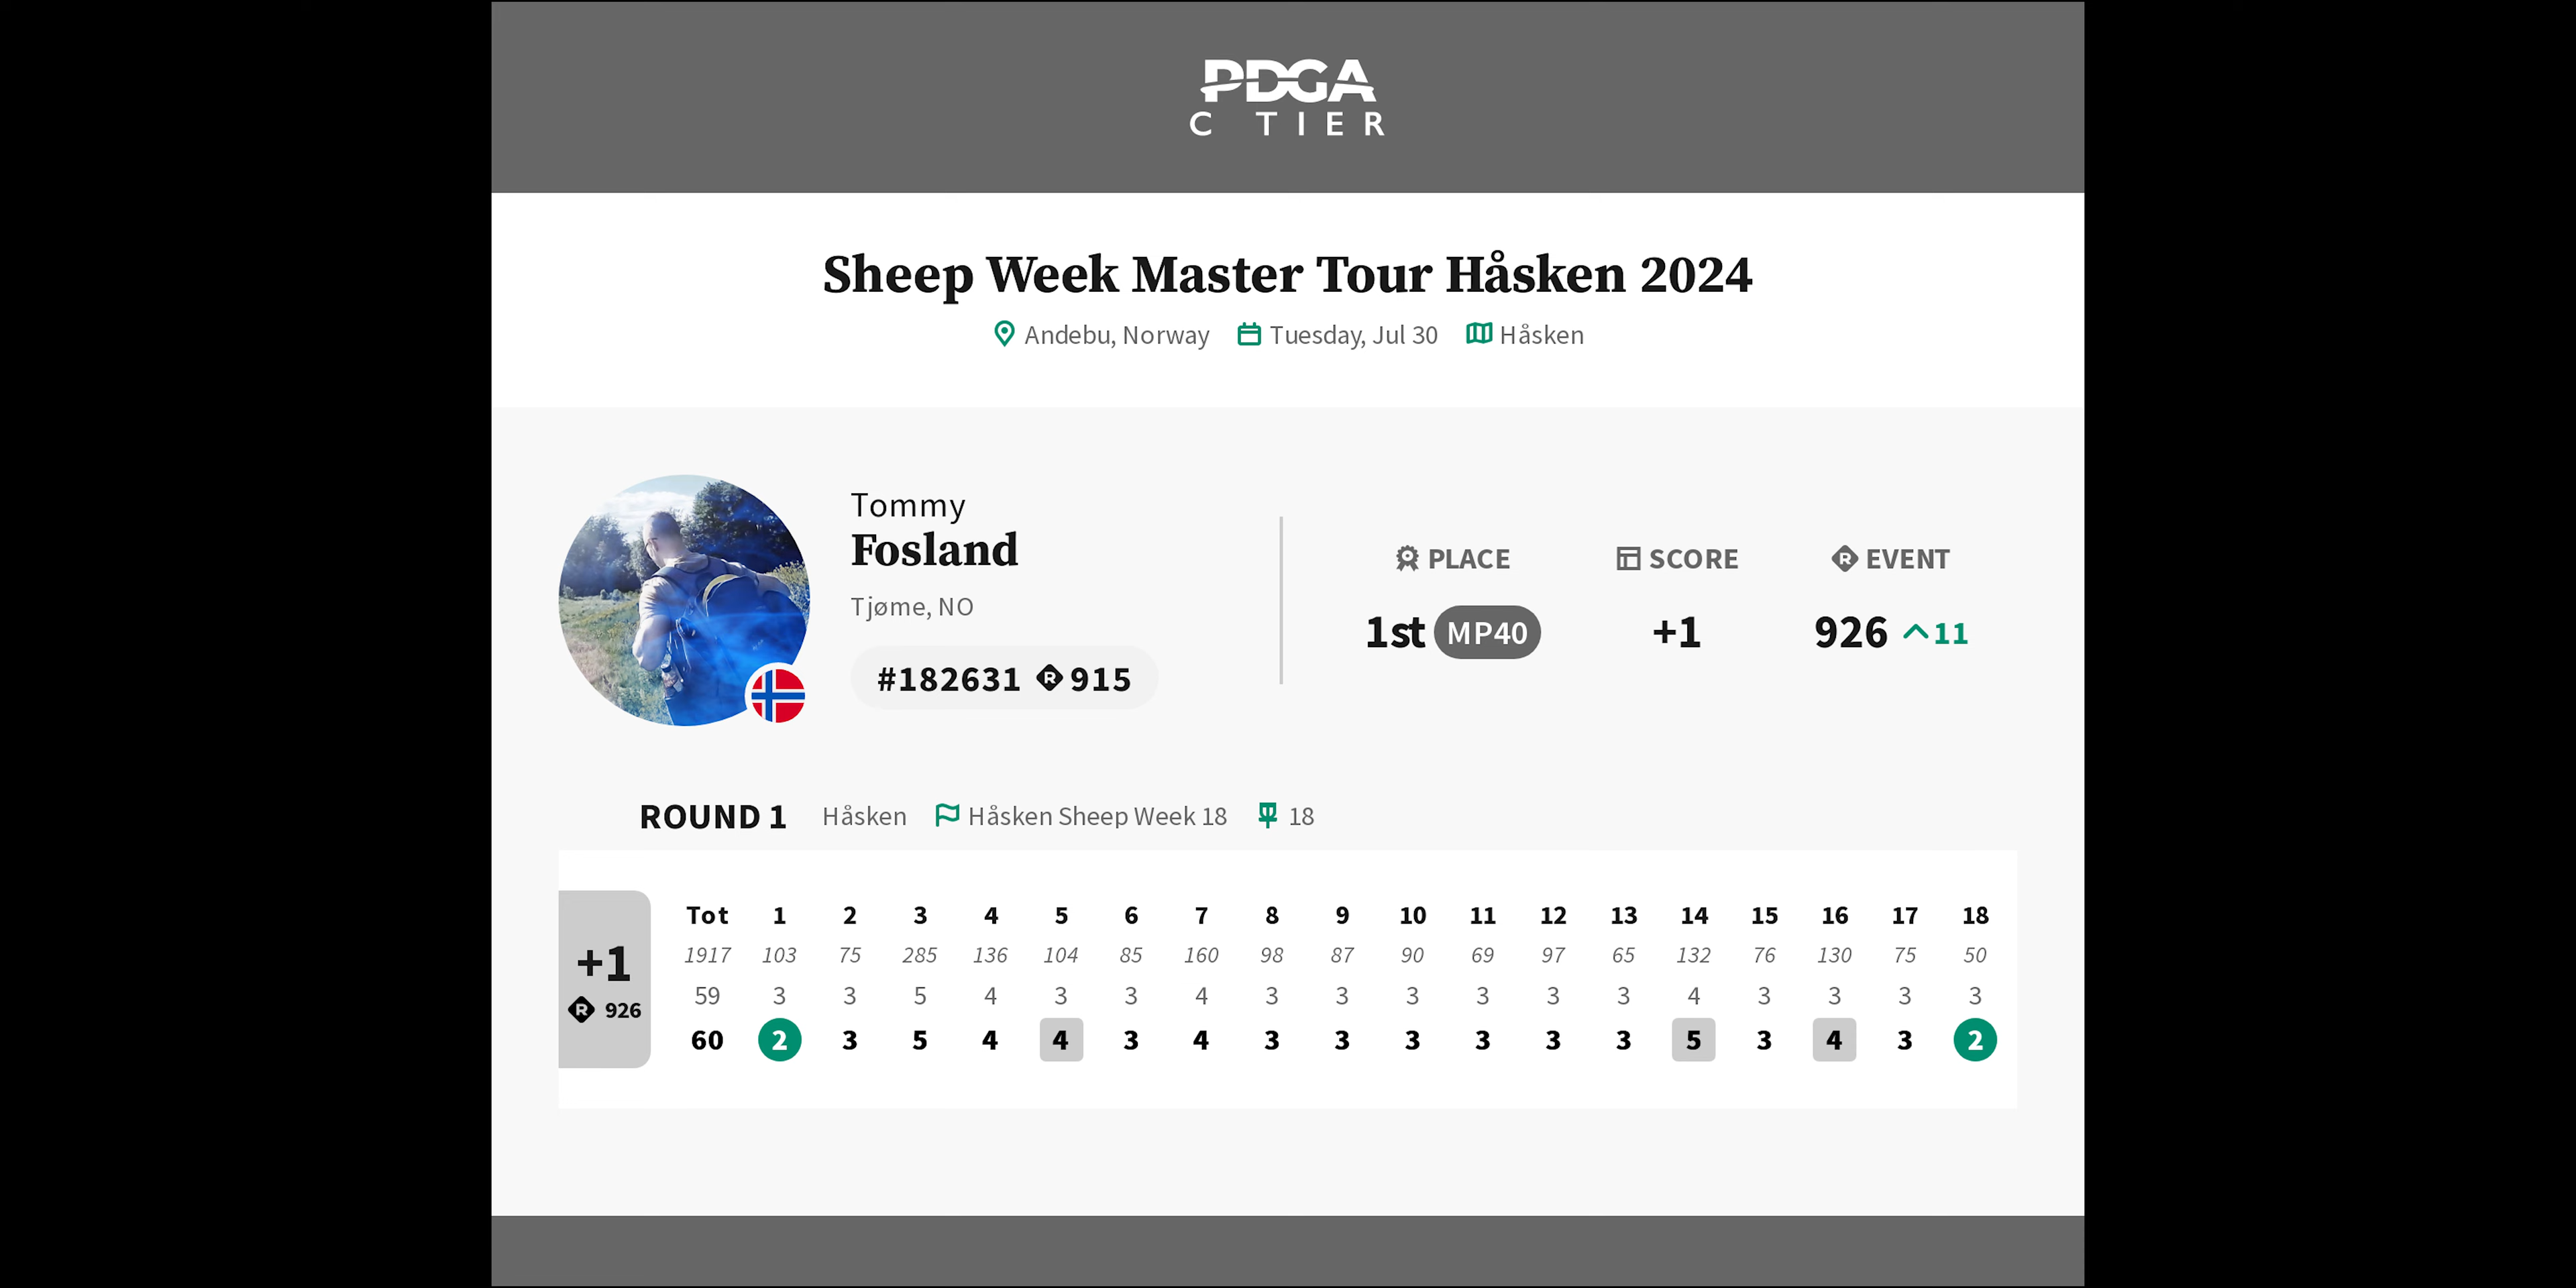 PDGA
C TIER
Sheep Week Master Tour Håsken 2024
Andebu, Norway Tuesday, Jul 30 Håsken
Tommy
Fosland
Tjøme, NO
#182631 R 915
PLACE SCORE R EVENT
1st MP40 +1 926 11
ROUND 1 Håsken Håsken Sheep Week 18 18
+1
R 926
Tot 1 2 3 4 5 6 7 8 9 10 11 12 13 14 15 16 17 18
1917 103 75 285 136 104 85 160 98 87 90 69 97 65 132 76 130 75 50
59 3 3 5 4 3 3 4 3 3 3 3 3 3 4 3 3 3 3
60 2 3 5 4 4 3 4 3 3 3 3 3 3 5 3 4 3 2